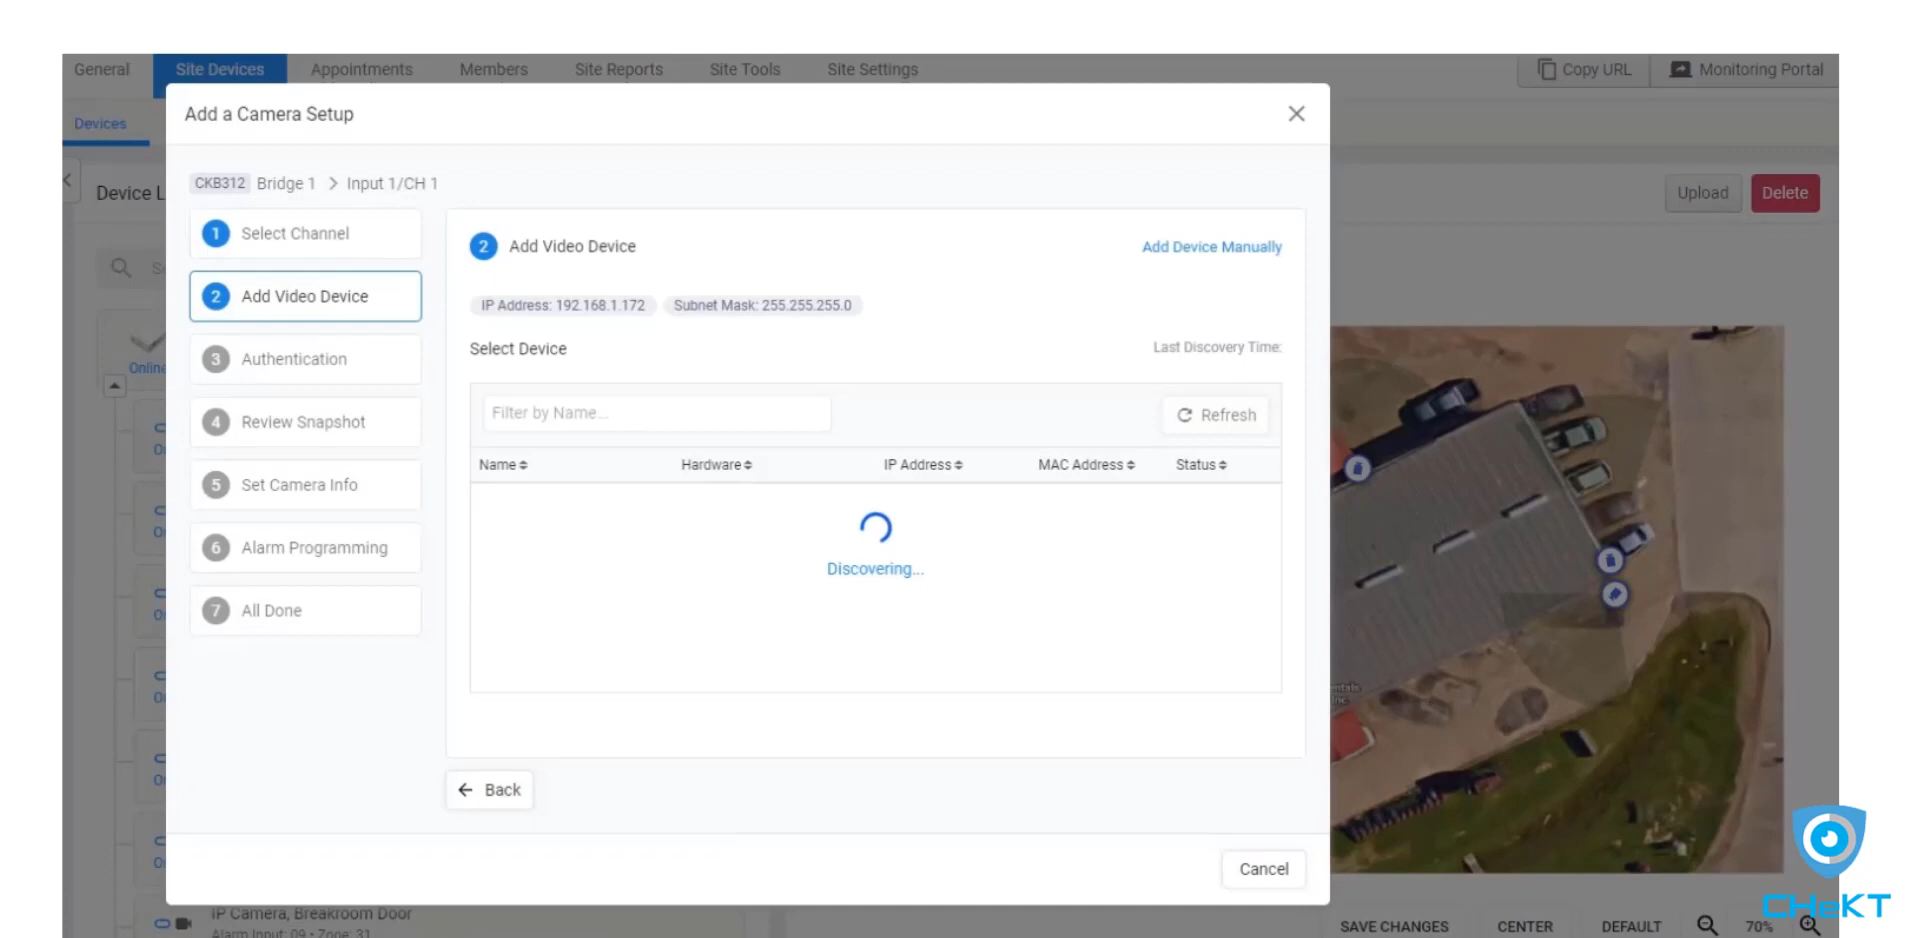 General Site Devices Appointments Members Site Reports Site Tools Site Settings Copy URL Monitoring Portal
Add a Camera Setup
Devices
CKB312 Bridge 1 > Input 1/CH 1
Device L
Upload Delete
1 Select Channel
2 Add Video Device Add Device Manually
2 Add Video Device
IP Address: 192.168.1.172 Subnet Mask: 255.255.255.0
Select Device Last Discovery Time:
3 Authentication
Online
Filter by Name... Refresh
4 Review Snapshot
Name Hardware IP Address MAC Address Status
5 Set Camera Info
6 Alarm Programming
Discovering...
7 All Done
Back
Cancel
IP Camera, Breakroom Door
Alarm Input: 09 • Zone: 31
SAVE CHANGES CENTER DEFAULT 70%
CHeKT